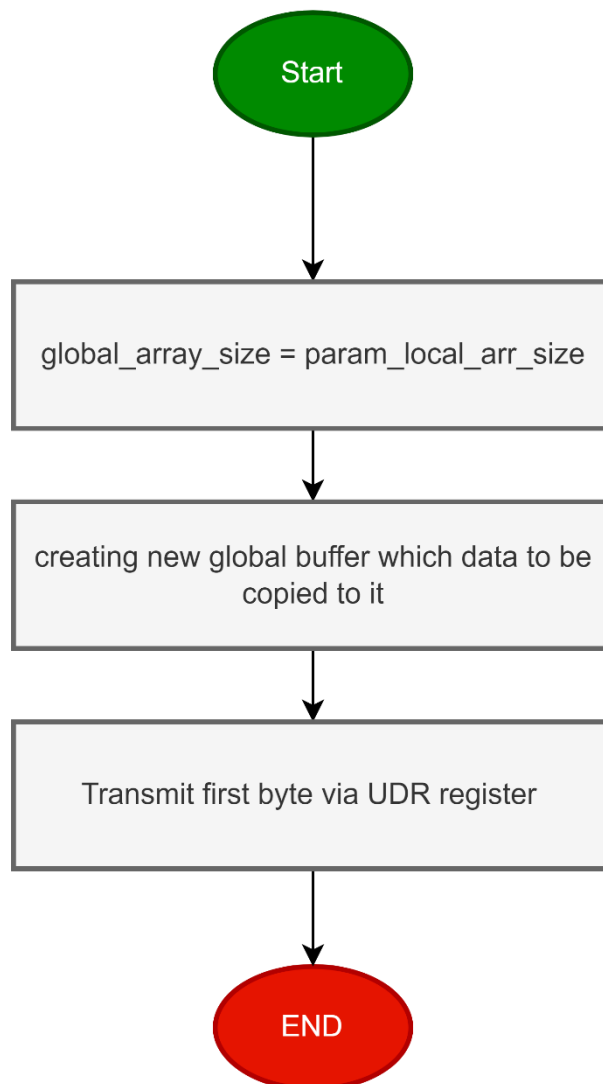 Start
global_array_size = param_local_arr_size
creating new global buffer which data to be
copied to it
Transmit first byte via UDR register
END